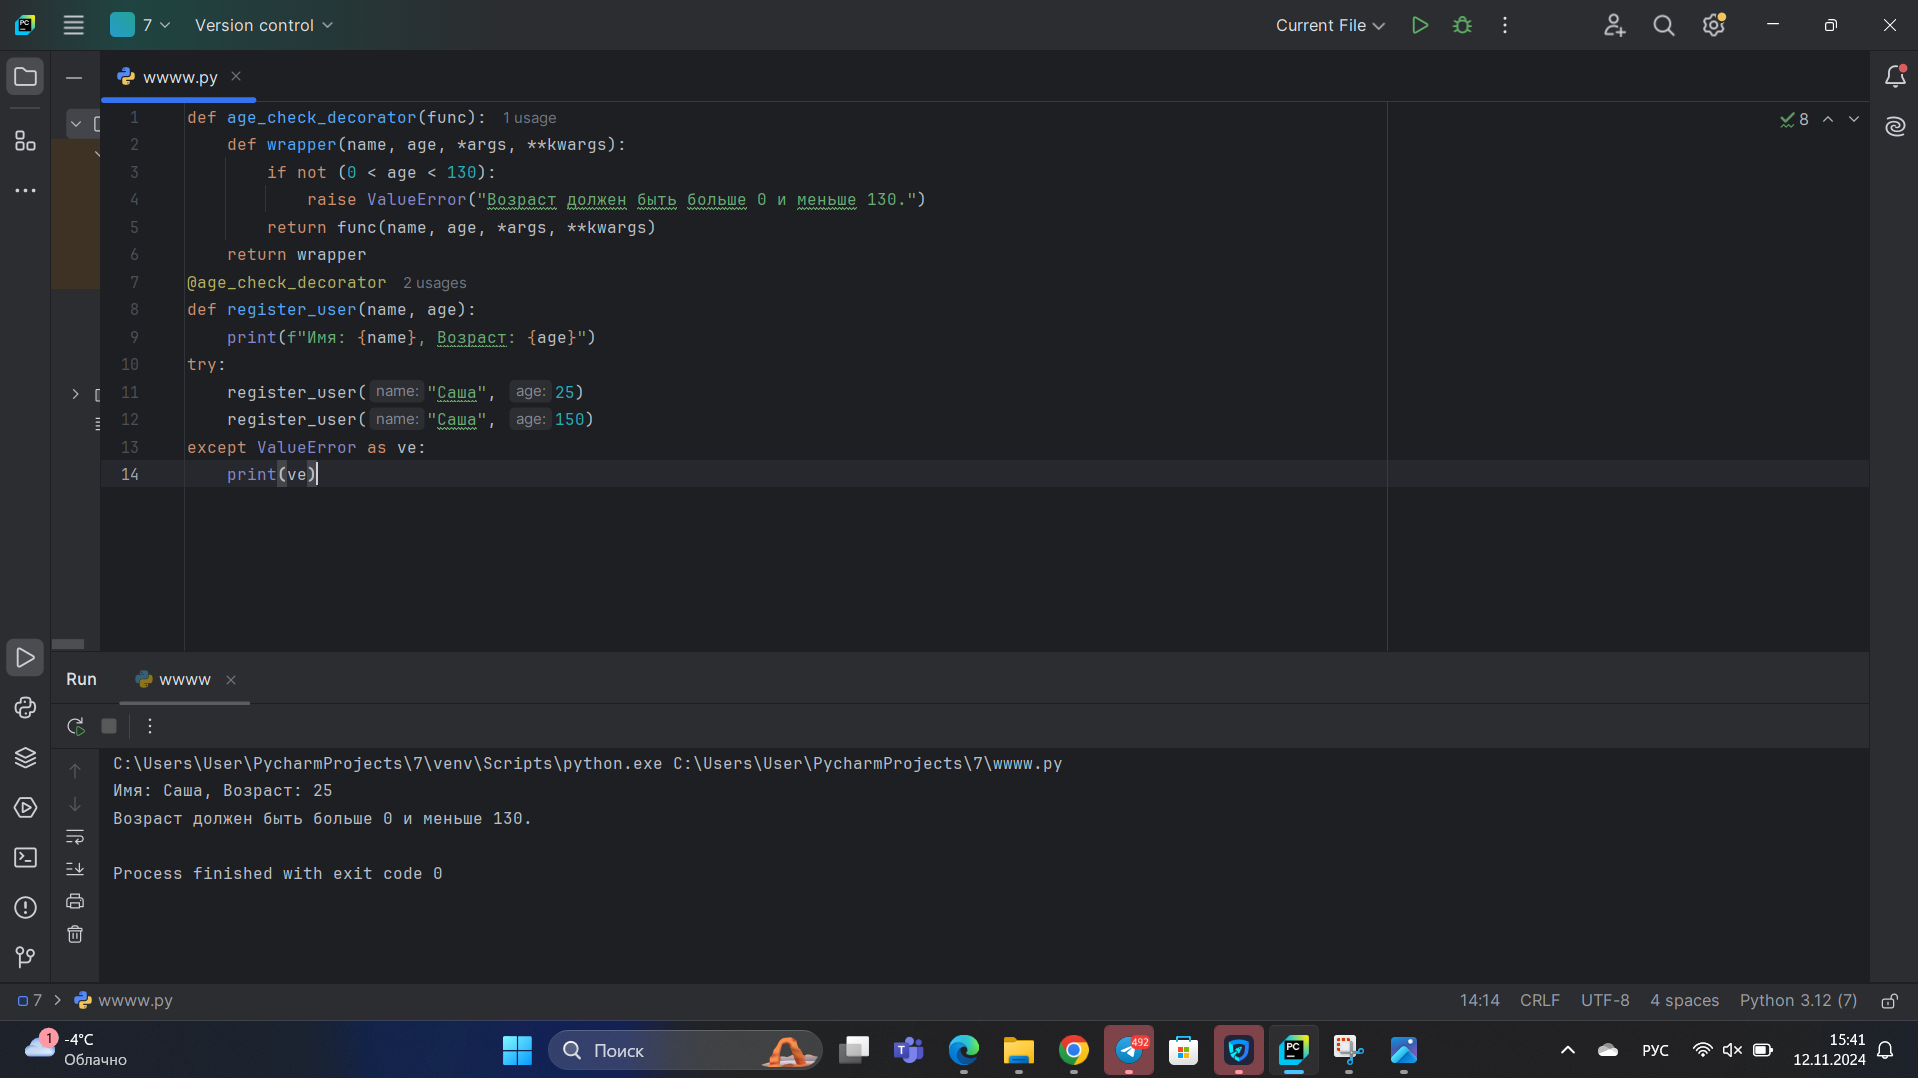 7 Version control Current File
wwww.py
1 def age_check_decorator(func): 1 usage 8
2 def wrapper(name, age, *args, **kwargs):
3 if not (0 < age < 130):
4 raise ValueError("Возраст должен быть больше 0 и меньше 130.")
5 return func(name, age, *args, **kwargs)
6 return wrapper
7 @age_check_decorator 2 usages
8 def register_user(name, age):
9 print(f"Имя: {name}, Возраст: {age}")
10 try:
11 register_user( name: "Саша", age: 25)
12 register_user( name: "Саша", age: 150)
13 except ValueError as ve:
14 print(ve)
Run wwww
C:\Users\User\PycharmProjects\7\venv\Scripts\python.exe C:\Users\User\PycharmProjects\7\wwww.py
Имя: Саша, Возраст: 25
Возраст должен быть больше 0 и меньше 130.
Process finished with exit code 0
7 > wwww.py 14:14 CRLF UTF-8 4 spaces Python 3.12 (7)
1 -4°C
Облачно
Поиск
492
РУС
15:41
12.11.2024